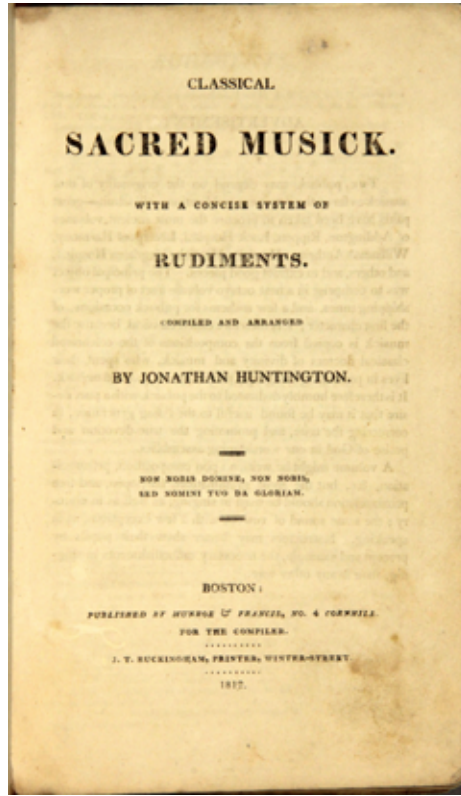 CLASSICAL
SACRED MUSICK.
WITH A CONCISE SYSTEM OF
RUDIMENTS.
COMPILED AND ARRANGED
BY JONATHAN HUNTINGTON.
NON NOBIS DOMINE, NON NOBIS,
SED NOMINI TUO DA GLORIAM.
BOSTON:
PUBLISHED BY MUNROE & FRANCIS, NO. 4 CORNHILL
FOR THE COMPILER.
J. T. BUCKINGHAM, PRINTER, WINTER-STREET.
1817.